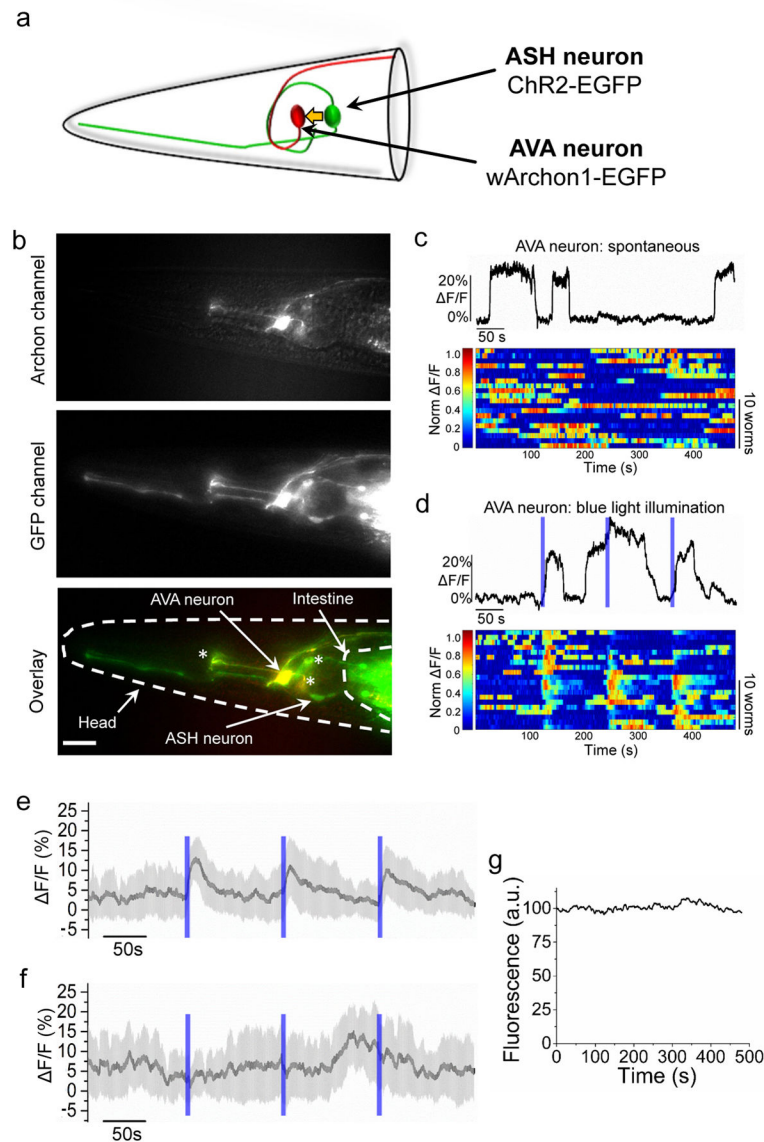 a
ASH neuron
ChR2-EGFP
AVA neuron
wArchon1-EGFP
b
Archon channel
GFP channel
Overlay
AVA neuron
Intestine
*
*
*
Head
ASH neuron
c
AVA neuron: spontaneous
20%
ΔF/F
0%
50 s
Norm ΔF/F
1.0
0.8
0.6
0.4
0.2
0
10 worms
100 200 300 400
Time (s)
d
AVA neuron: blue light illumination
20%
ΔF/F
0%
50 s
Norm ΔF/F
1.0
0.8
0.6
0.4
0.2
0
10 worms
100 200 300 400
Time (s)
e
ΔF/F (%)
25
20
15
10
5
0
-5
50s
f
ΔF/F (%)
25
20
15
10
5
0
-5
50s
g
Fluorescence (a.u.)
100
75
50
25
0
0 100 200 300 400 500
Time (s)